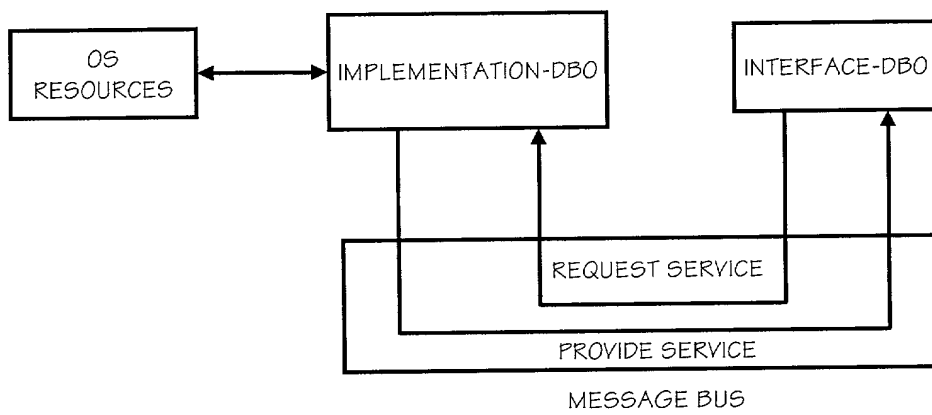 OS
RESOURCES
IMPLEMENTATION-DBO
INTERFACE-DBO
REQUEST SERVICE
PROVIDE SERVICE
MESSAGE BUS